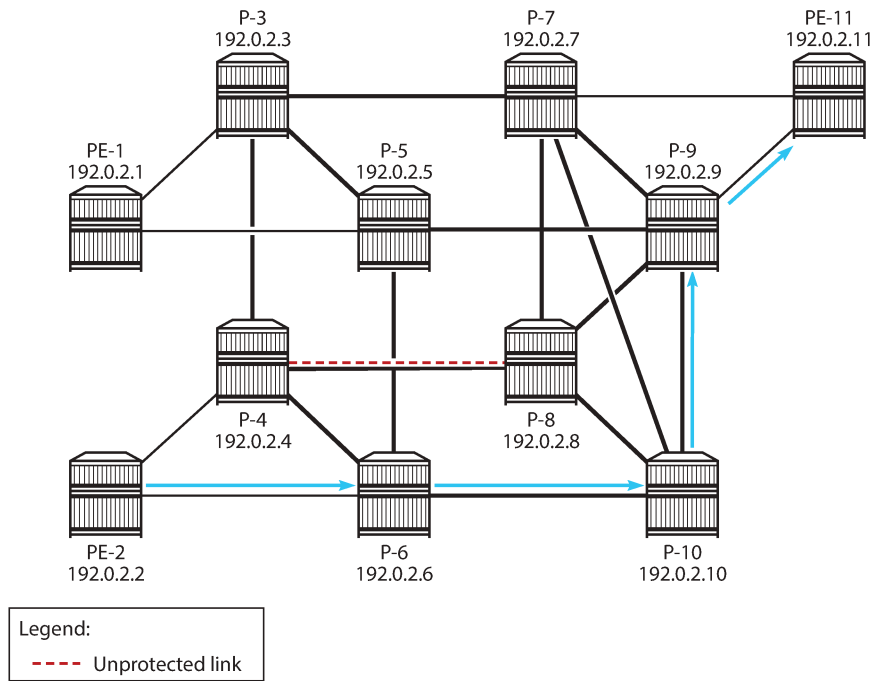 P-3
192.0.2.3
P-7
192.0.2.7
PE-11
192.0.2.11
PE-1
192.0.2.1
P-5
192.0.2.5
P-9
192.0.2.9
P-4
192.0.2.4
P-8
192.0.2.8
PE-2
192.0.2.2
P-6
192.0.2.6
P-10
192.0.2.10
Legend:
Unprotected link